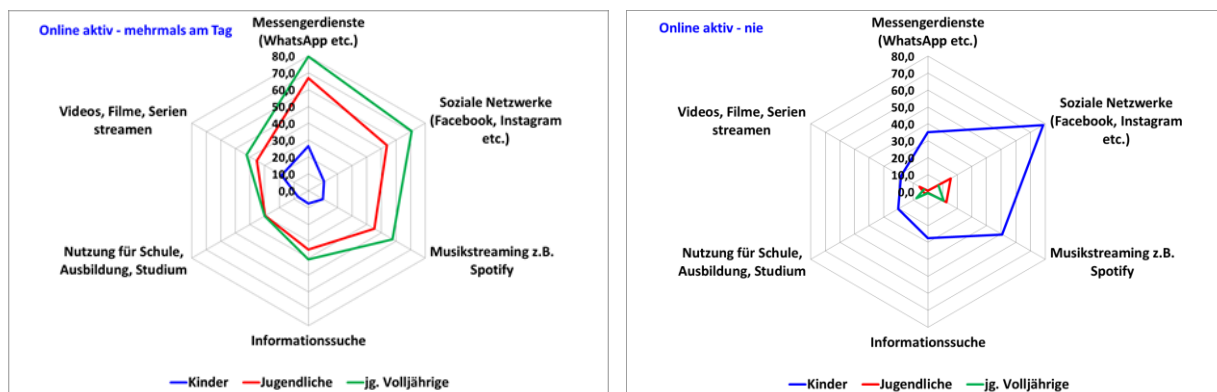 Online aktiv - mehrmals am Tag
Messengerdienste
(WhatsApp etc.)
80,0
70,0
60,0
50,0
40,0
30,0
20,0
10,0
0,0
Soziale Netzwerke
(Facebook, Instagram
etc.)
Musikstreaming z.B.
Spotify
Informationssuche
Nutzung für Schule,
Ausbildung, Studium
Videos, Filme, Serien
streamen
Kinder Jugendliche jg. Volljährige
Online aktiv - nie
Messengerdienste
(WhatsApp etc.)
80,0
70,0
60,0
50,0
40,0
30,0
20,0
10,0
0,0
Soziale Netzwerke
(Facebook, Instagram
etc.)
Musikstreaming z.B.
Spotify
Informationssuche
Nutzung für Schule,
Ausbildung, Studium
Videos, Filme, Serien
streamen
Kinder Jugendliche jg. Volljährige